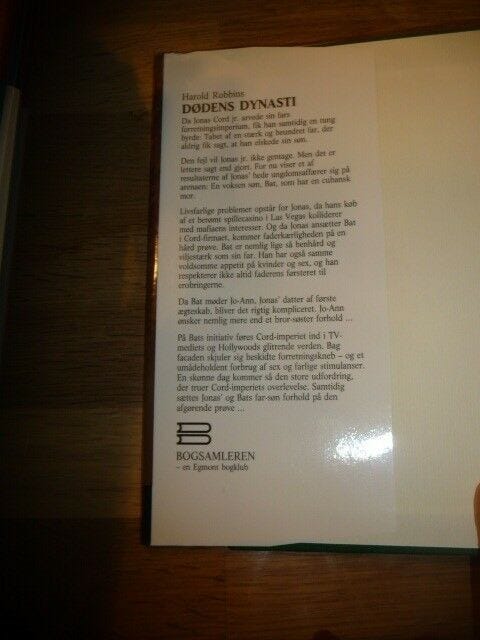 Harold Robbins
DØDENS DYNASTI
Da Jonas Cord jr. arvede sin fars
forretningsimperium, fik han samtidig en tung
byrde: Tabet af en stærk og beundret far, der
aldrig fik sagt, at han elskede sin søn.
Den fejl vil Jonas jr. ikke gentage. Men det er
lettere sagt end gjort. For nu viser et af
resultaterne af Jonas' hede ungdomsaffærer sig på
arenaen: En voksen søn, Bat, som har en cubansk
mor.
Livsfarlige problemer opstår for Jonas, da hans køb
af et berømt spillecasino i Las Vegas kolliderer
med mafiaens interesser. Og da Jonas ansætter Bat
i Cord-firmaet, kommer faderkærligheden på en
hård prøve. Bat er nemlig lige så benhård og
viljestærk som sin far. Han har også samme
voldsomme appetit på kvinder og sex, og han
respekterer ikke altid faderens førsteret til
erobringerne.
Da Bat møder Jo-Ann, Jonas' datter af første
ægteskab, bliver det rigtig kompliceret. Jo-Ann
ønsker nemlig mere end et bror-søster forhold ...
På Bats initiativ føres Cord-imperiet ind i TV-
mediets og Hollywoods glitrende verden. Bag
facaden skjuler sig beskidte forretningskneb – og et
umådeholdent forbrug af sex og farlige stimulanser.
En skønne dag kommer så den store udfordring,
der truer Cord-imperiets overlevelse. Samtidig
sættes Jonas' og Bats far-søn forhold på den
afgørende prøve ...
BOGSAMLEREN
– en Egmont bogklub